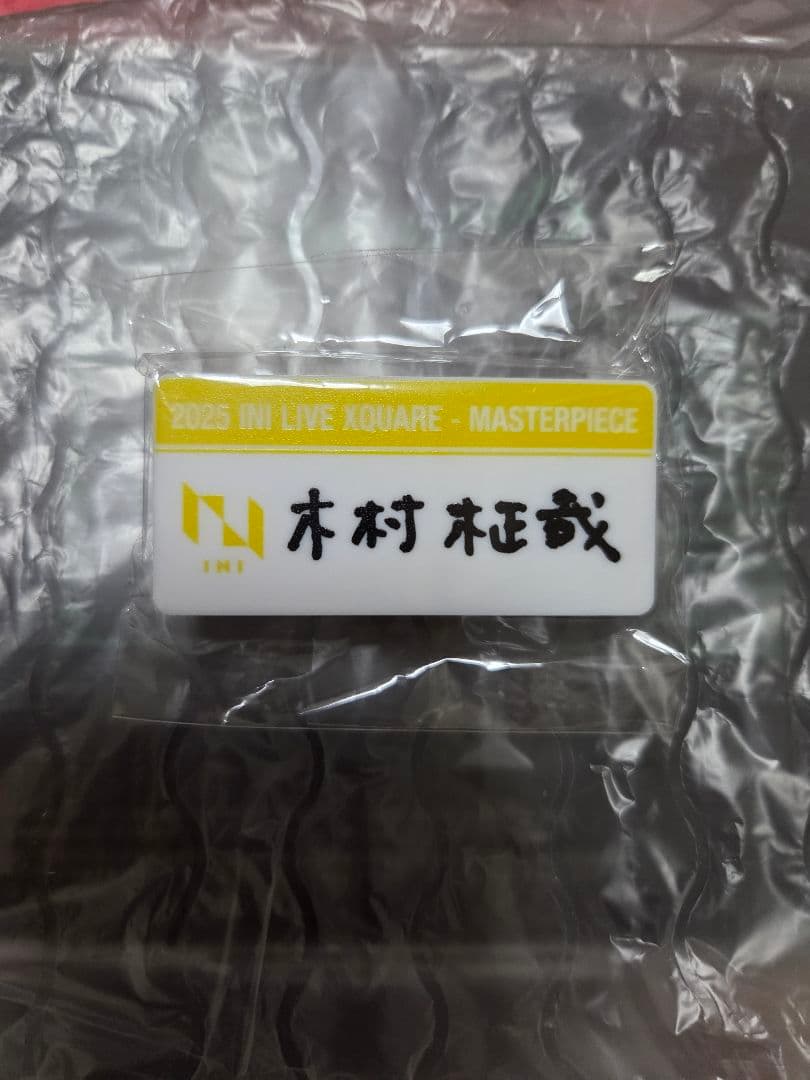 2025 INI LIVE XQUARE - MASTERPIECE
木村 柾哉
INI